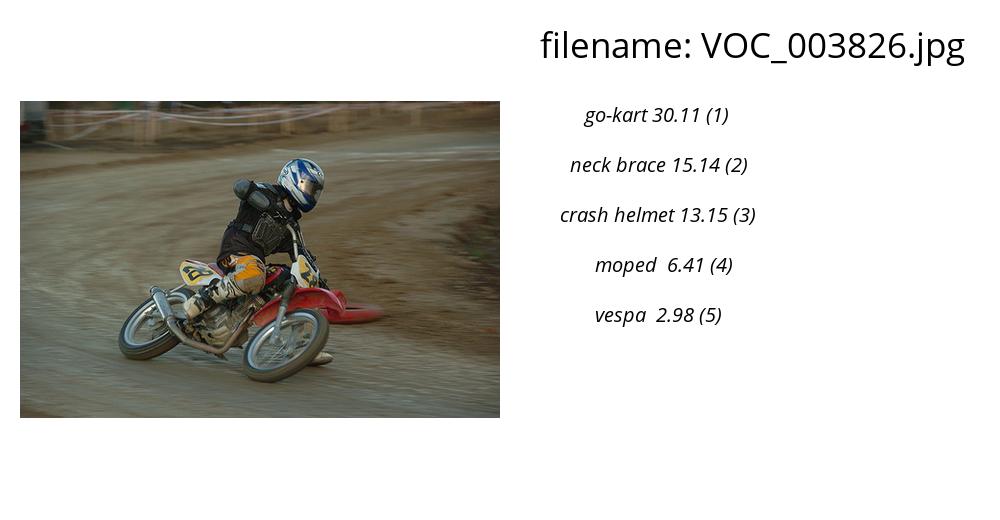 filename: VOC_003826.jpg
go-kart 30.11 (1)
neck brace 15.14 (2)
crash helmet 13.15 (3)
moped 6.41 (4)
vespa 2.98 (5)